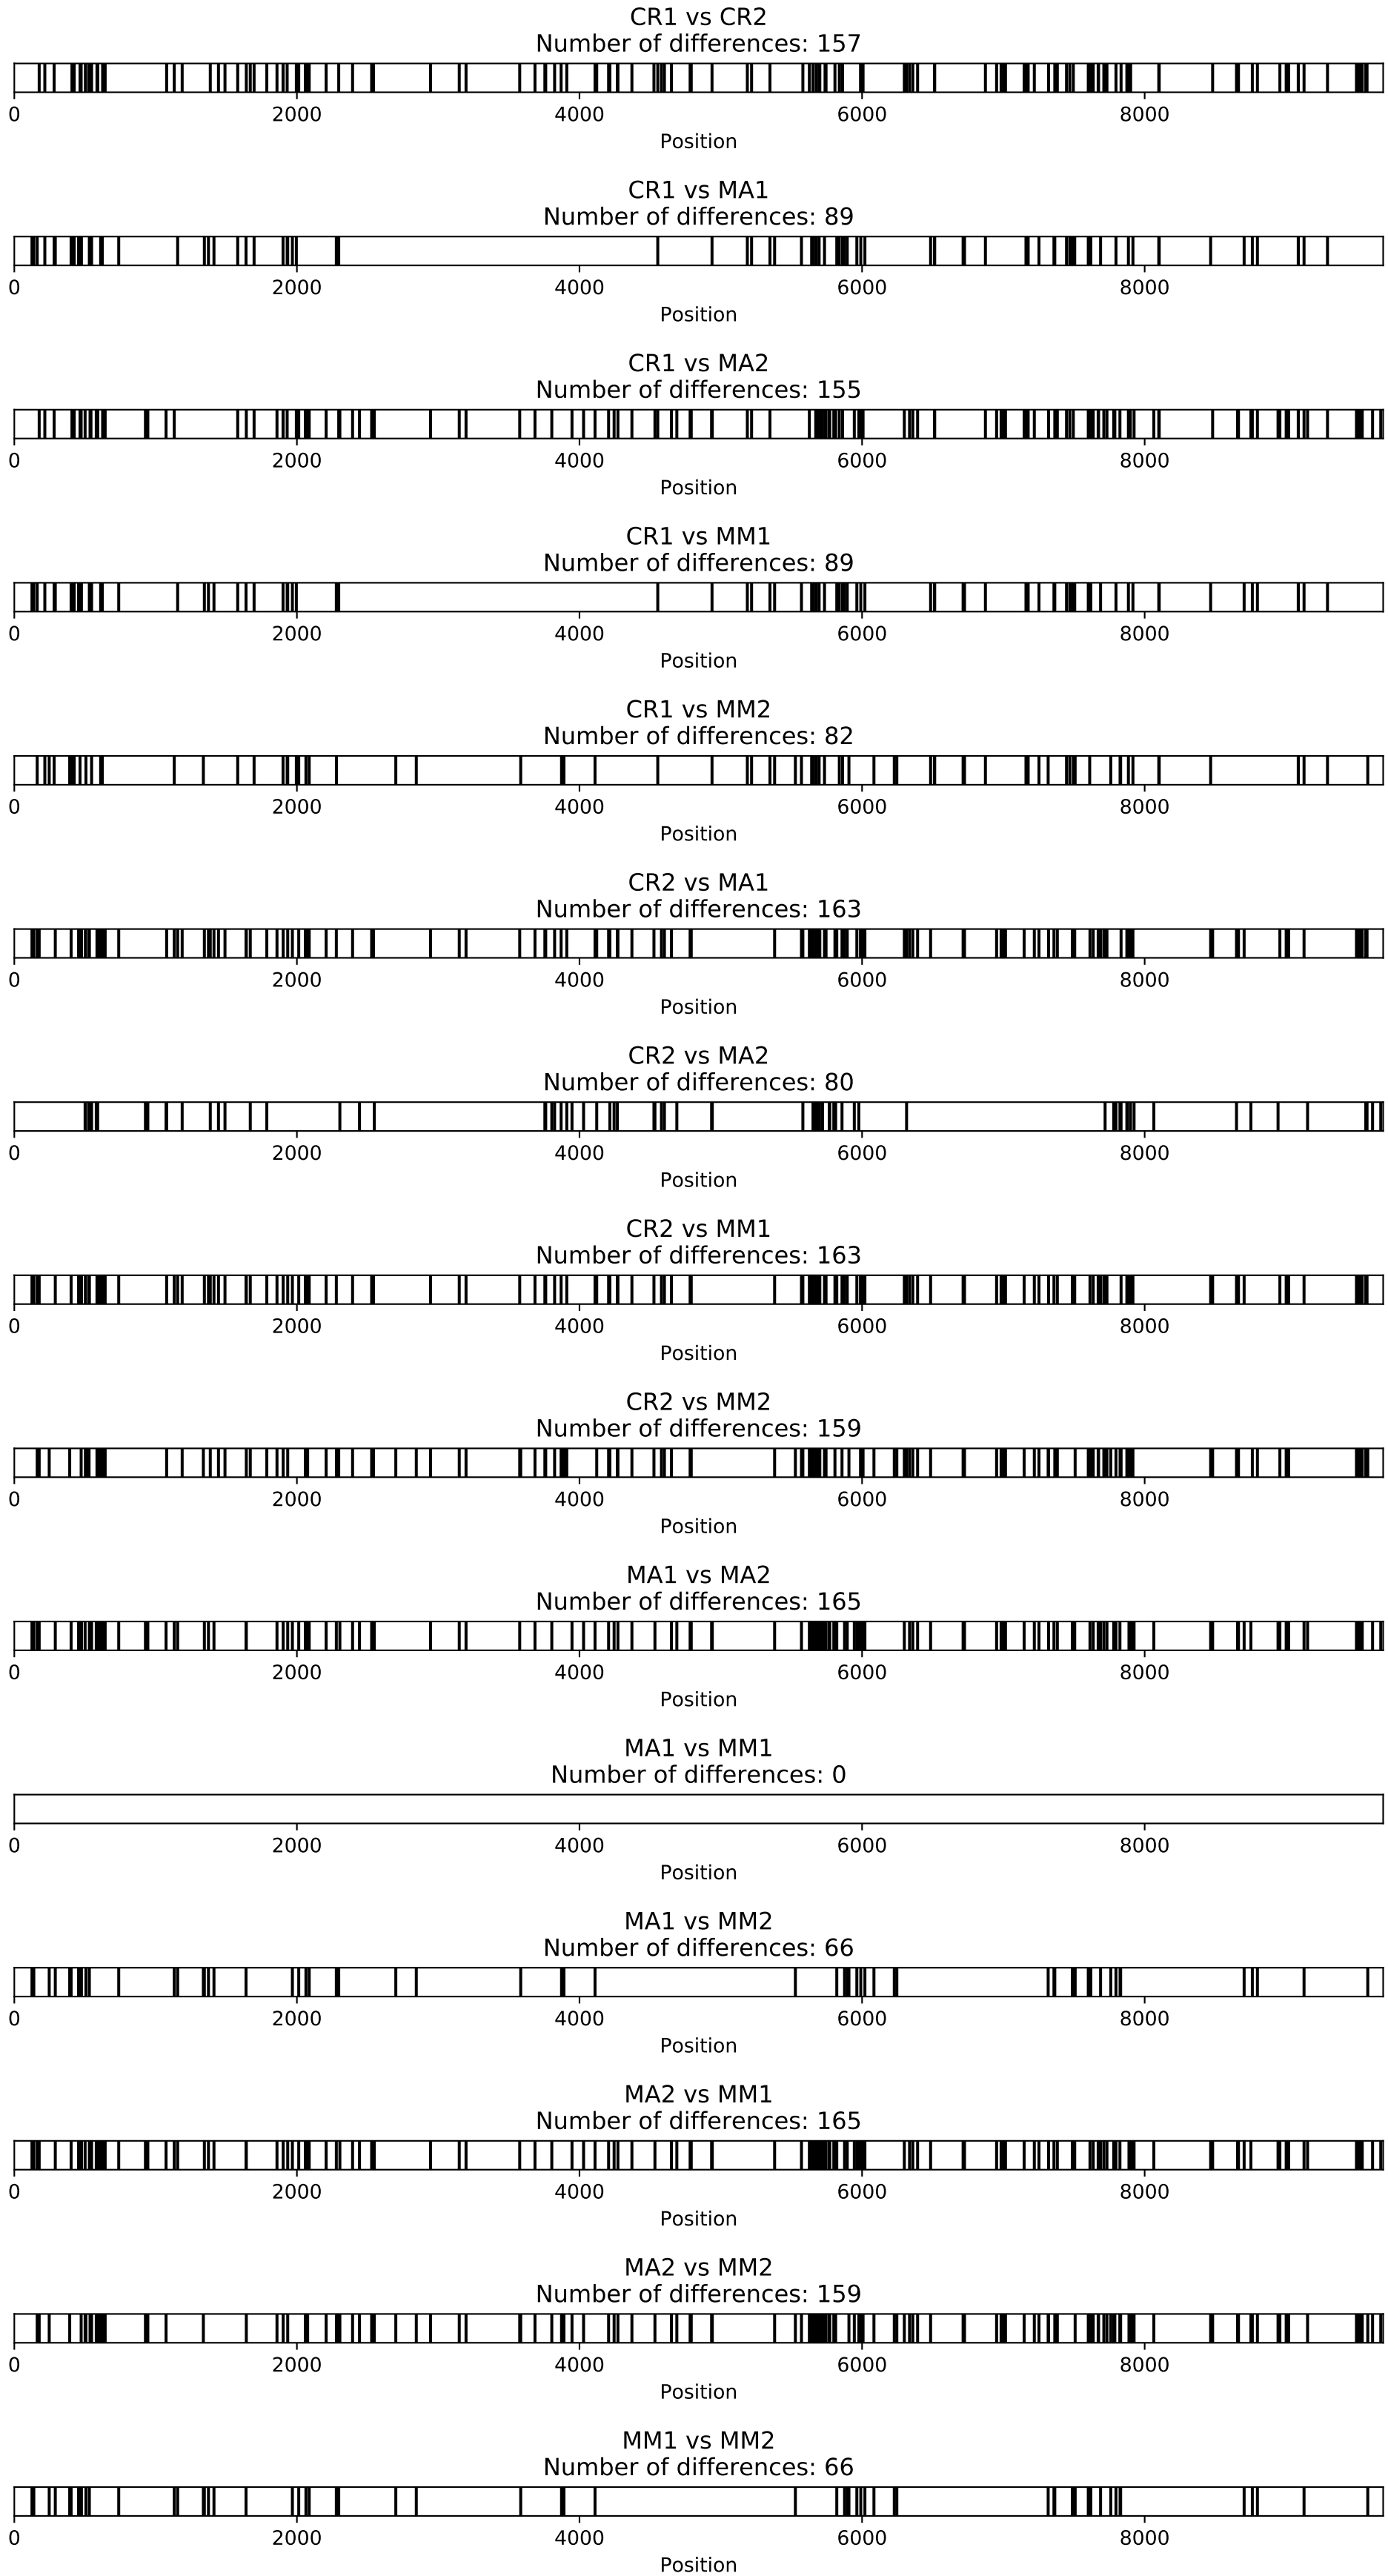 CR1 vs CR2
Number of differences: 157
0 2000 4000 6000 8000
Position
CR1 vs MA1
Number of differences: 89
0 2000 4000 6000 8000
Position
CR1 vs MA2
Number of differences: 155
0 2000 4000 6000 8000
Position
CR1 vs MM1
Number of differences: 89
0 2000 4000 6000 8000
Position
CR1 vs MM2
Number of differences: 82
0 2000 4000 6000 8000
Position
CR2 vs MA1
Number of differences: 163
0 2000 4000 6000 8000
Position
CR2 vs MA2
Number of differences: 80
0 2000 4000 6000 8000
Position
CR2 vs MM1
Number of differences: 163
0 2000 4000 6000 8000
Position
CR2 vs MM2
Number of differences: 159
0 2000 4000 6000 8000
Position
MA1 vs MA2
Number of differences: 165
0 2000 4000 6000 8000
Position
MA1 vs MM1
Number of differences: 0
0 2000 4000 6000 8000
Position
MA1 vs MM2
Number of differences: 66
0 2000 4000 6000 8000
Position
MA2 vs MM1
Number of differences: 165
0 2000 4000 6000 8000
Position
MA2 vs MM2
Number of differences: 159
0 2000 4000 6000 8000
Position
MM1 vs MM2
Number of differences: 66
0 2000 4000 6000 8000
Position